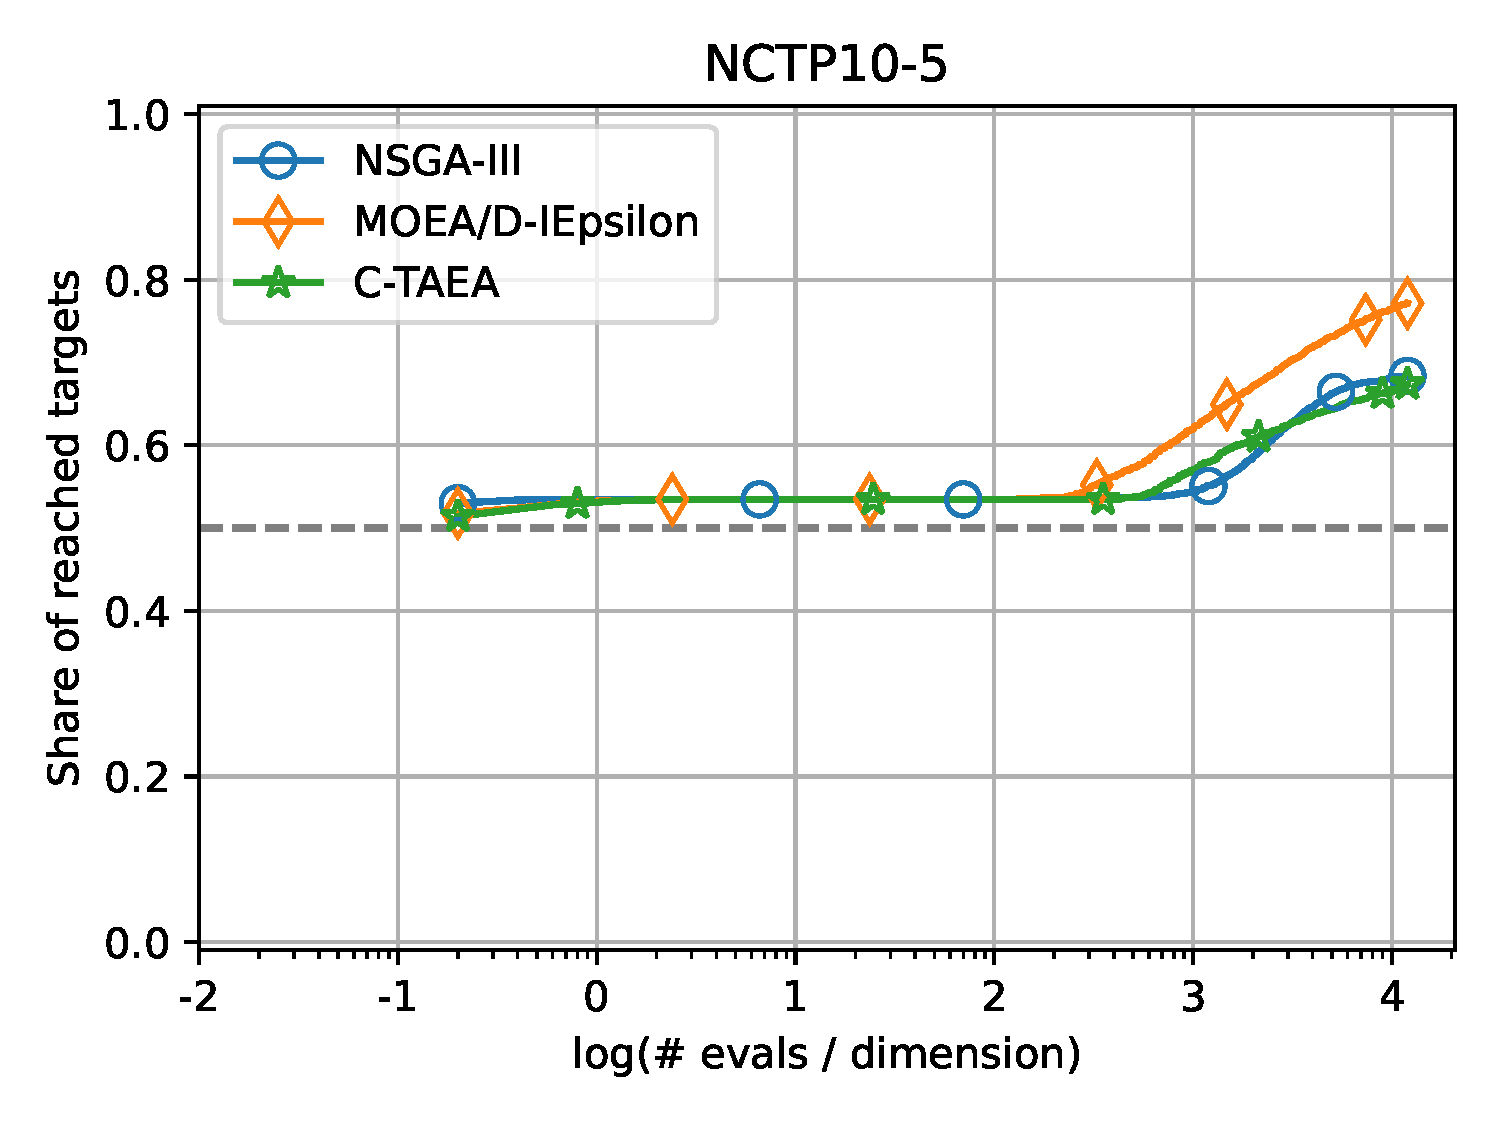 NCTP10-5
1.0
0.8
0.6
0.4
0.2
0.0
Share of reached targets
NSGA-III
MOEA/D-IEpsilon
C-TAEA
-2 -1 0 1 2 3 4
log(# evals / dimension)